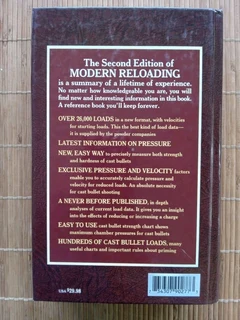 The Second Edition of
MODERN RELOADING
is a summary of a lifetime of experience.
No matter how knowledgeable you are, you will
find new and interesting information in this book.
A reference book you'll keep forever.
OVER 26,000 LOADS in a new format, with velocities
for starting loads. This the best kind of load data—it
is supplied by the powder companies
LATEST INFORMATION ON PRESSURE
NEW, EASY WAY to precisely measure both strength
and hardness of cast bullets
EXCLUSIVE PRESSURE AND VELOCITY factors
enable you to accurately calculate pressure and
velocity for reduced loads. An absolute necessity
for cast bullet shooting
A NEVER BEFORE PUBLISHED, in depth
analyzes of current load data. It gives you an insight
into the effects of reducing or increasing a charge
EASY TO USE cast bullet strength chart shows
maximum chamber pressures for cast bullets
HUNDREDS OF CAST BULLET LOADS, many
useful charts and important rules about priming
USA $29.98